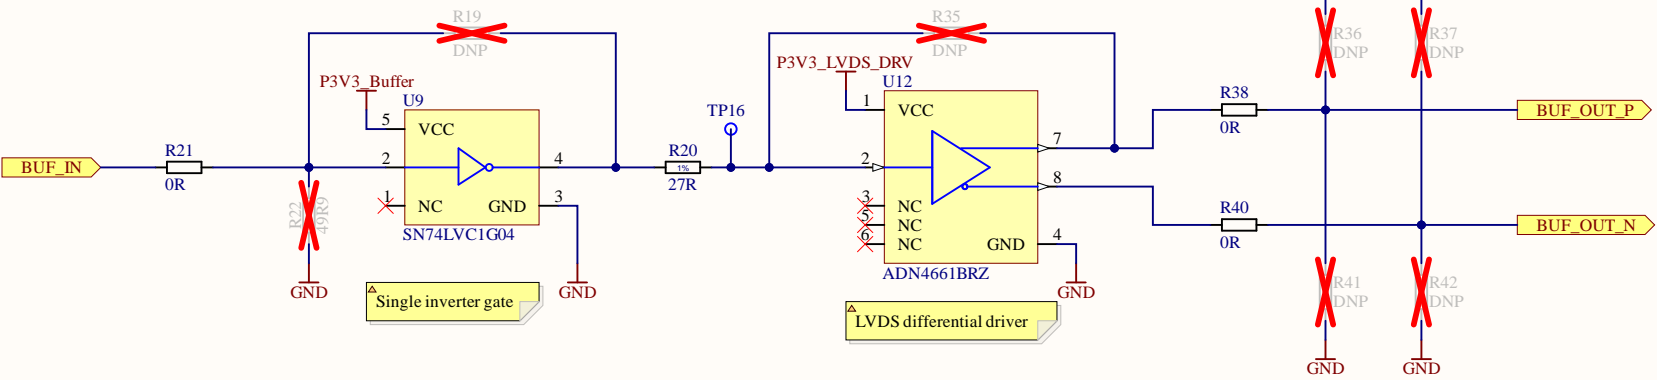 R19
DNP
R35
DNP
R36
DNP
R37
DNP
P3V3_Buffer
P3V3_LVDS_DRV
U9
U12
TP16
R38
0R
BUF_OUT_P
5
VCC
1
VCC
7
BUF_IN
R21
0R
2
4
R20
1%
27R
2
8
R22
49R9
1
NC
GND
3
SN74LVC1G04
3
NC
5
NC
6
NC
GND
4
ADN4661BRZ
R40
0R
BUF_OUT_N
GND
Single inverter gate
GND
LVDS differential driver
GND
R41
DNP
R42
DNP
GND
GND